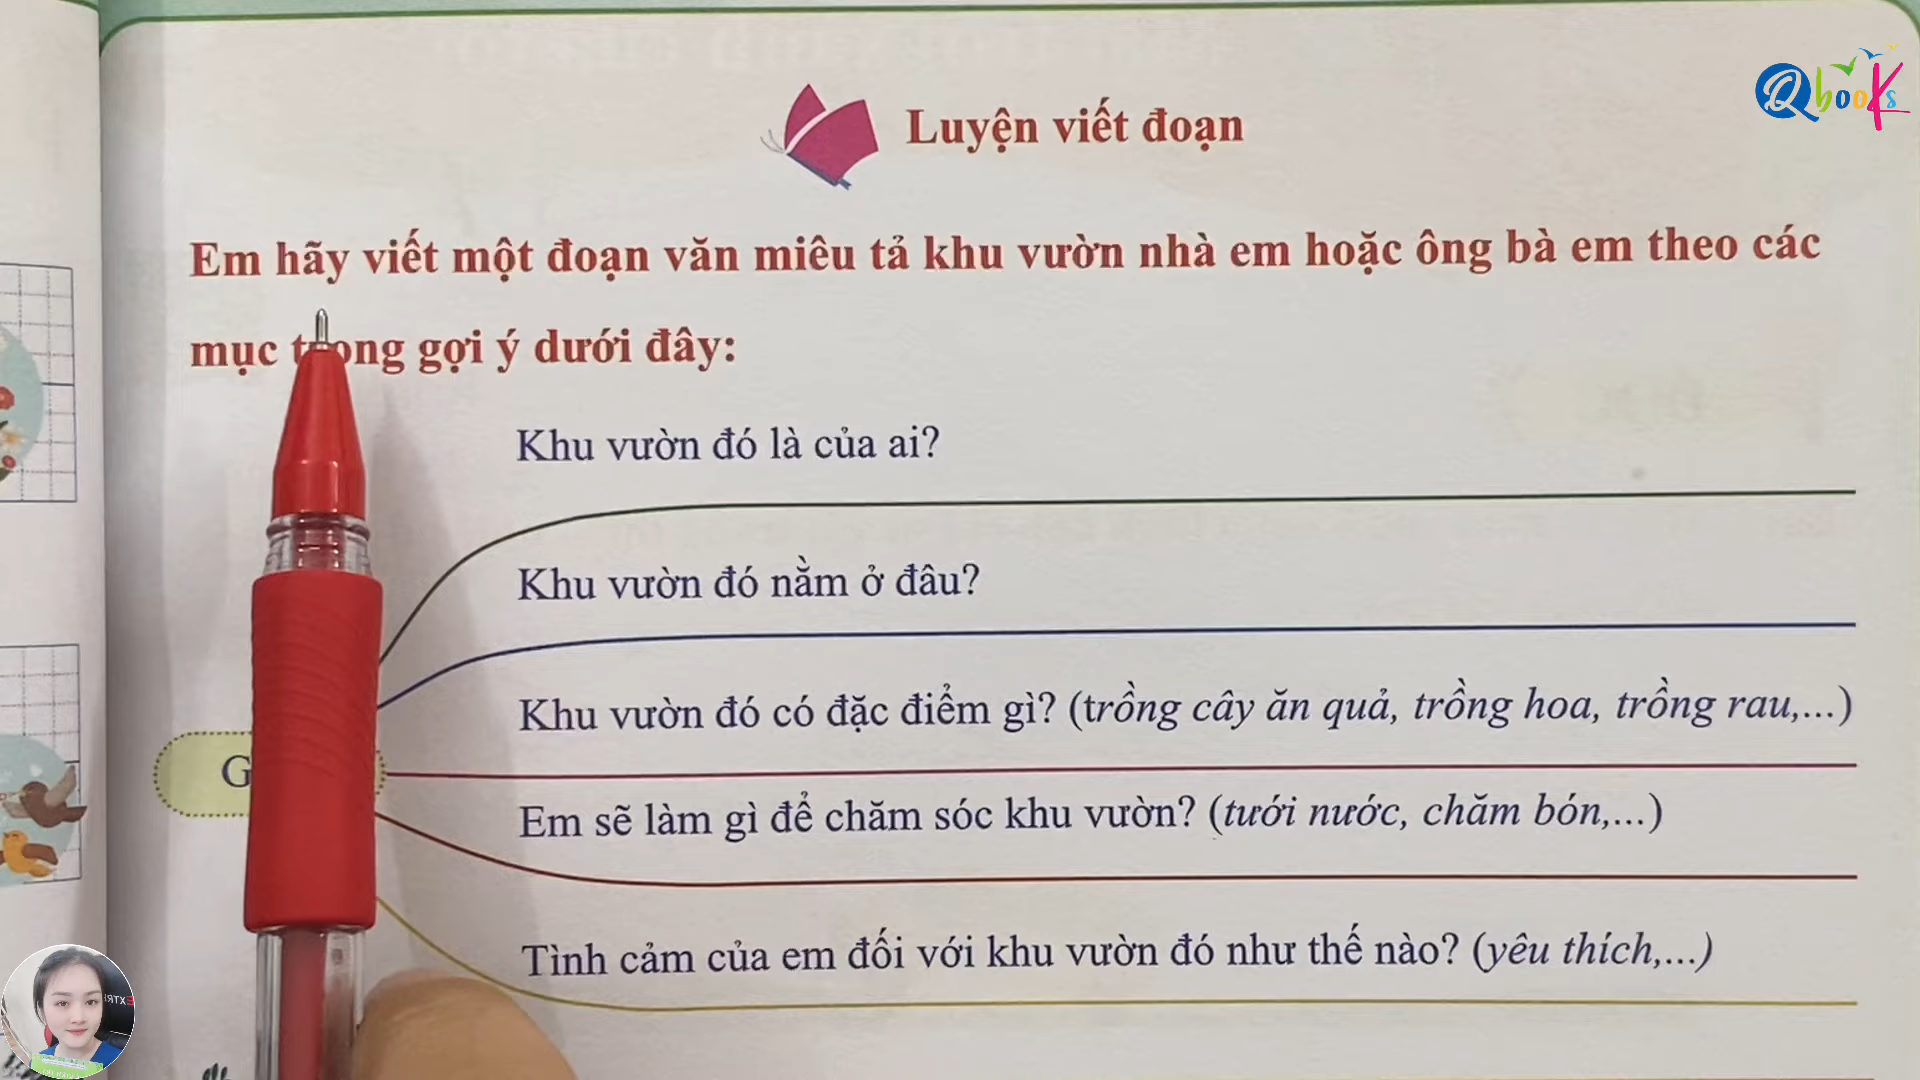 Qbooks
Luyện viết đoạn
Em hãy viết một đoạn văn miêu tả khu vườn nhà em hoặc ông bà em theo các
mục trong gợi ý dưới đây:
Khu vườn đó là của ai?
Khu vườn đó nằm ở đâu?
Khu vườn đó có đặc điểm gì? (trồng cây ăn quả, trồng hoa, trồng rau,...)
Em sẽ làm gì để chăm sóc khu vườn? (tưới nước, chăm bón,...)
Tình cảm của em đối với khu vườn đó như thế nào? (yêu thích,...)